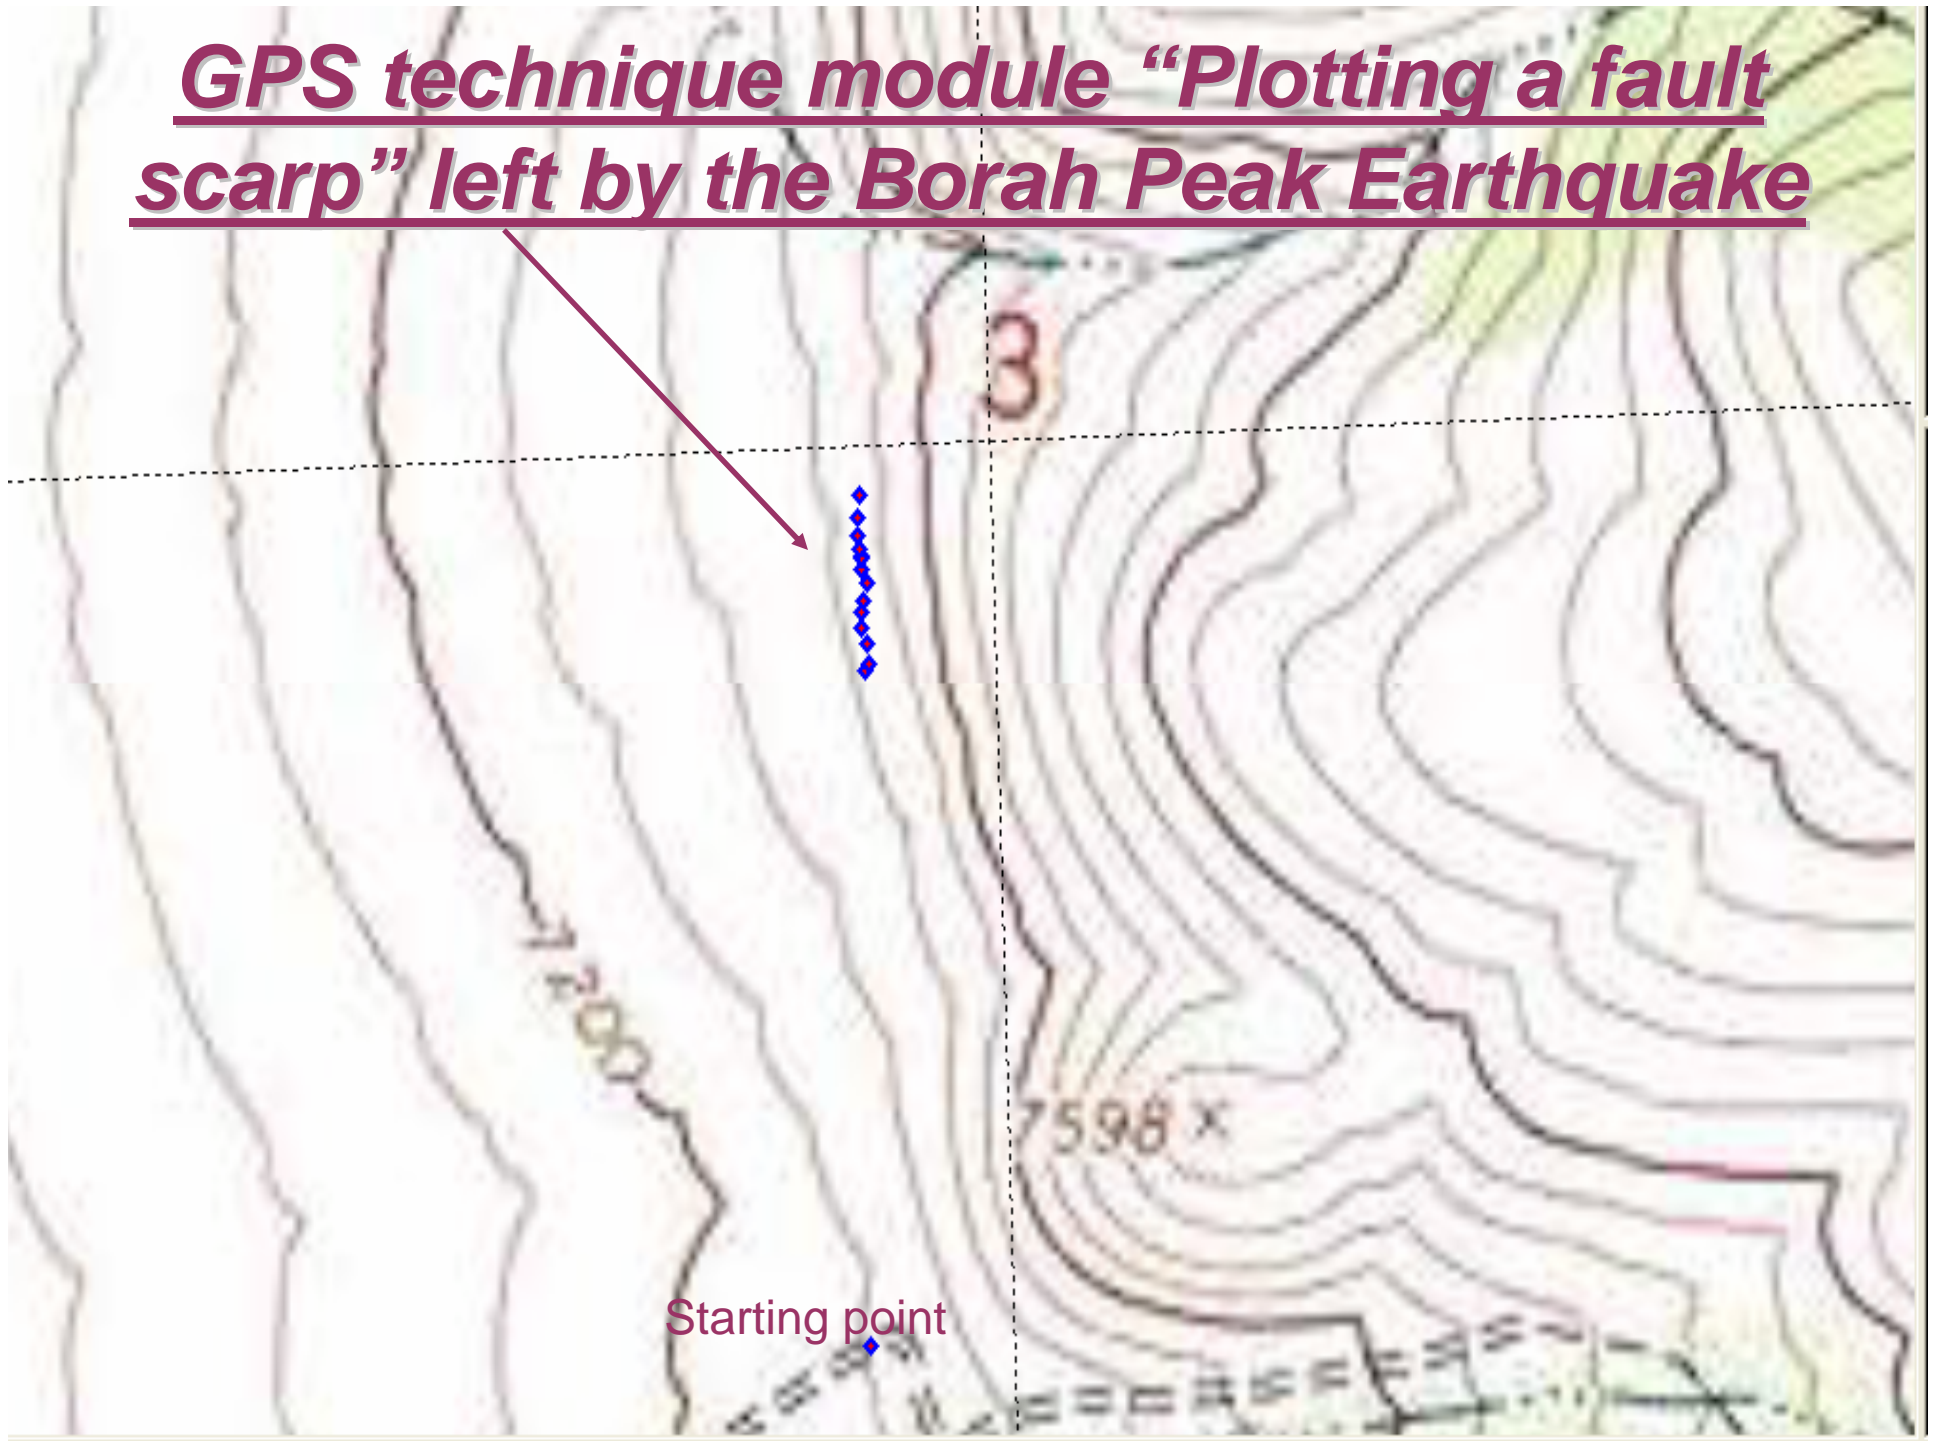 GPS technique module “Plotting a fault
scarp” left by the Borah Peak Earthquake
3
7200
7598 ×
Starting point